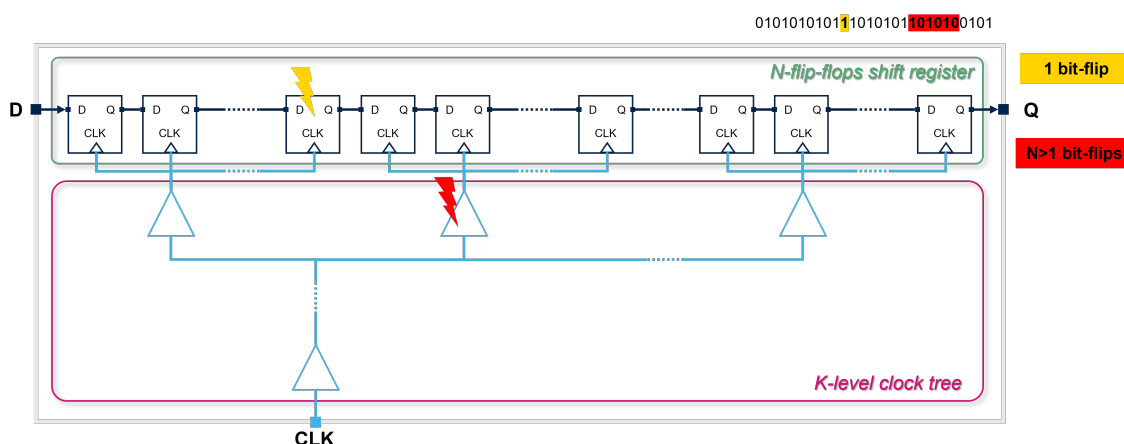 0101010101110101011010100101
N-flip-flops shift register
1 bit-flip
D
D Q D Q D Q D Q D Q D Q D Q D Q D Q
Q
CLK CLK CLK CLK CLK CLK CLK CLK CLK
N>1 bit-flips
K-level clock tree
CLK